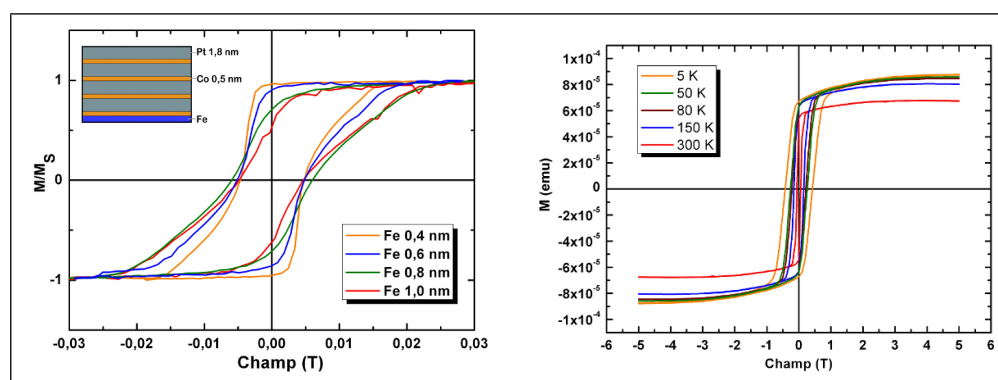 Pt 1,8 nm
Co 0,5 nm
Fe
M/M_S
1
0
-1
Fe 0,4 nm
Fe 0,6 nm
Fe 0,8 nm
Fe 1,0 nm
-0,03 -0,02 -0,01 0,00 0,01 0,02 0,03
Champ (T)
M (emu)
1x10⁻⁴
8x10⁻⁵
6x10⁻⁵
4x10⁻⁵
2x10⁻⁵
0
-2x10⁻⁵
-4x10⁻⁵
-6x10⁻⁵
-8x10⁻⁵
-1x10⁻⁴
5 K
50 K
80 K
150 K
300 K
-6 -5 -4 -3 -2 -1 0 1 2 3 4 5 6
Champ (T)